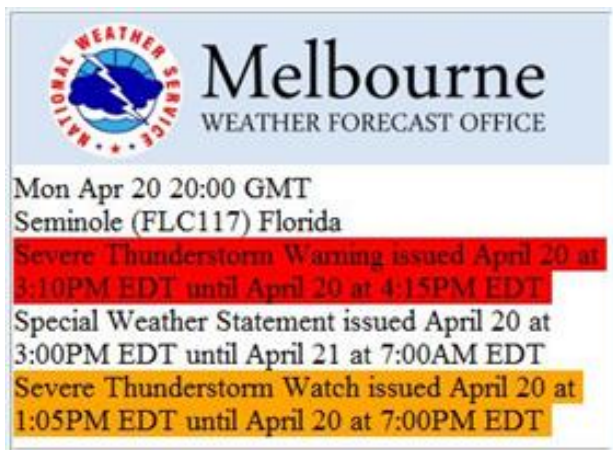 NATIONAL WEATHER SERVICE
Melbourne
WEATHER FORECAST OFFICE
Mon Apr 20 20:00 GMT
Seminole (FLC117) Florida
Severe Thunderstorm Warning issued April 20 at
3:10PM EDT until April 20 at 4:15PM EDT
Special Weather Statement issued April 20 at
3:00PM EDT until April 21 at 7:00AM EDT
Severe Thunderstorm Watch issued April 20 at
1:05PM EDT until April 20 at 7:00PM EDT